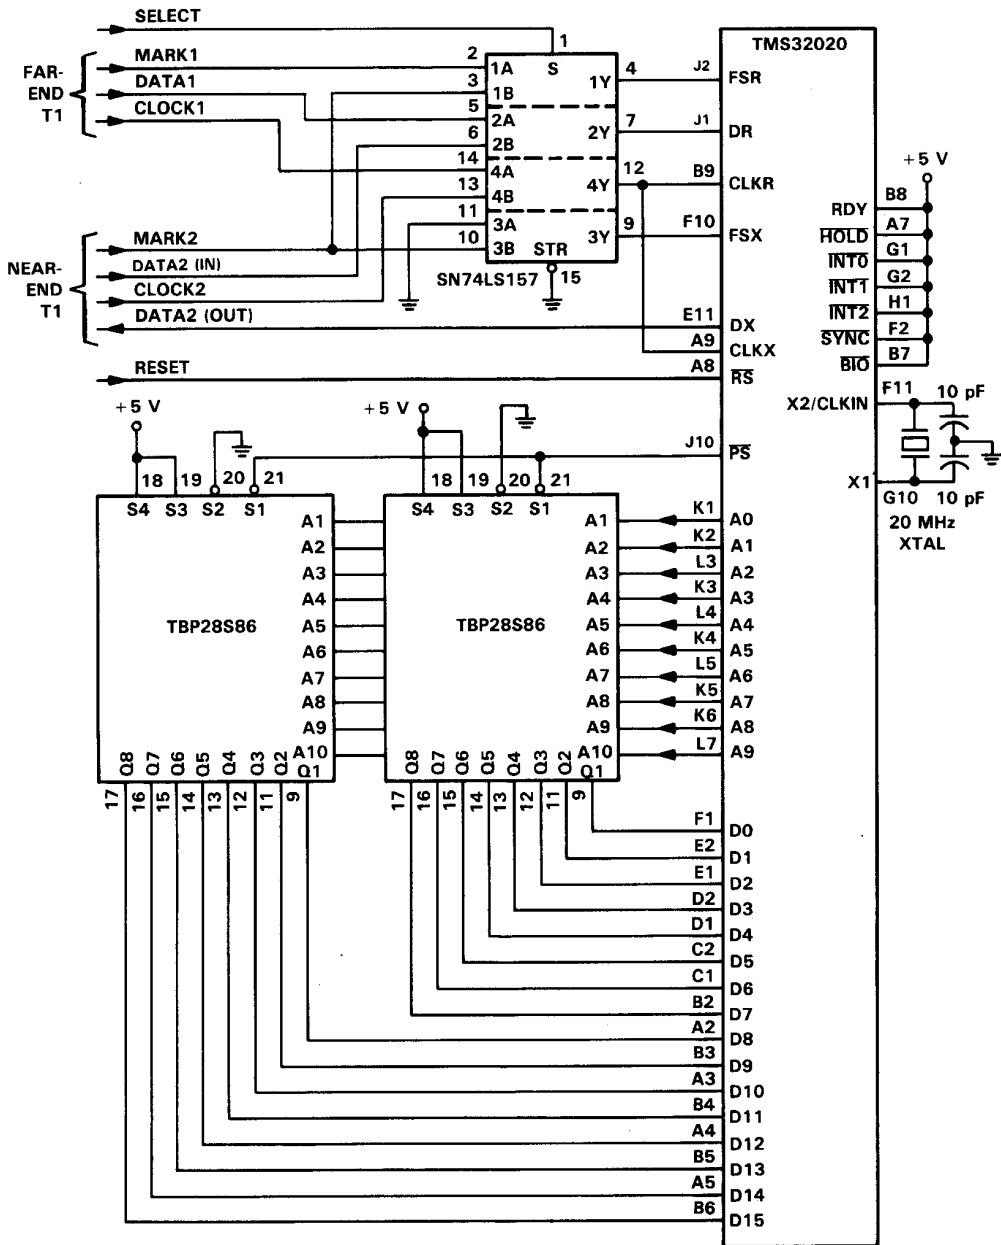 SELECT
FAR-
END
T1
MARK1
DATA1
CLOCK1
NEAR-
END
T1
MARK2
DATA2 (IN)
CLOCK2
DATA2 (OUT)
RESET
1
S
2 1A
3 1B
5 2A
6 2B
14 4A
13 4B
11 3A
10 3B
1Y 4
2Y 7
4Y 12
3Y 9
STR
15
SN74LS157
TMS32020
J2 FSR
J1 DR
B9 CLKR
F10 FSX
E11 DX
A9 CLKX
A8 RS
J10 PS
+5 V
RDY B8
HOLD A7
INT0 G1
INT1 G2
INT2 H1
SYNC F2
BIO B7
X2/CLKIN F11
10 pF
X1 G10
10 pF
20 MHz
XTAL
+5 V
18 19 20 21
S4 S3 S2 S1
A1
A2
A3
A4
A5
A6
A7
A8
A9
A10
TBP28S86
Q8 Q7 Q6 Q5 Q4 Q3 Q2 Q1
17 16 15 14 13 12 11 9
+5 V
18 19 20 21
S4 S3 S2 S1
A1
A2
A3
A4
A5
A6
A7
A8
A9
A10
TBP28S86
Q8 Q7 Q6 Q5 Q4 Q3 Q2 Q1
17 16 15 14 13 12 11 9
K1 A0
K2 A1
L3 A2
K3 A3
L4 A4
K4 A5
L5 A6
K5 A7
K6 A8
L7 A9
F1 D0
E2 D1
E1 D2
D2 D3
D1 D4
C2 D5
C1 D6
B2 D7
A2 D8
B3 D9
A3 D10
B4 D11
A4 D12
B5 D13
A5 D14
B6 D15